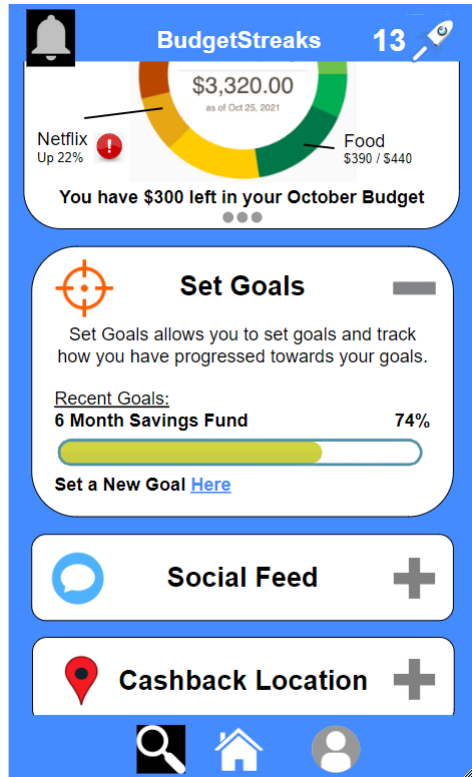 BudgetStreaks
13
$3,320.00
as of Oct 25, 2021
Netflix
Up 22%
!
Food
$390 / $440
You have $300 left in your October Budget
Set Goals
Set Goals allows you to set goals and track
how you have progressed towards your goals.
Recent Goals:
6 Month Savings Fund 74%
Set a New Goal Here
Social Feed
Cashback Location